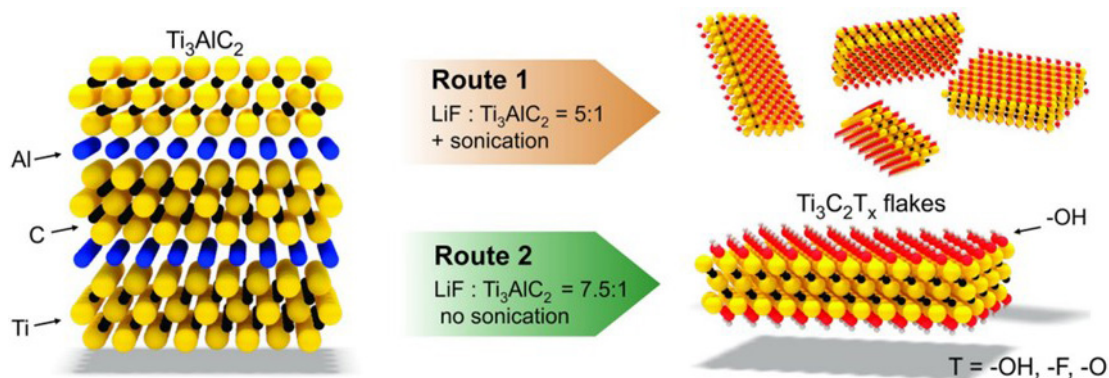 Ti₃AlC₂
Al
C
Ti
Route 1
LiF : Ti₃AlC₂ = 5:1
+ sonication
Route 2
LiF : Ti₃AlC₂ = 7.5:1
no sonication
Ti₃C₂Tₓ flakes
-OH
T = -OH, -F, -O